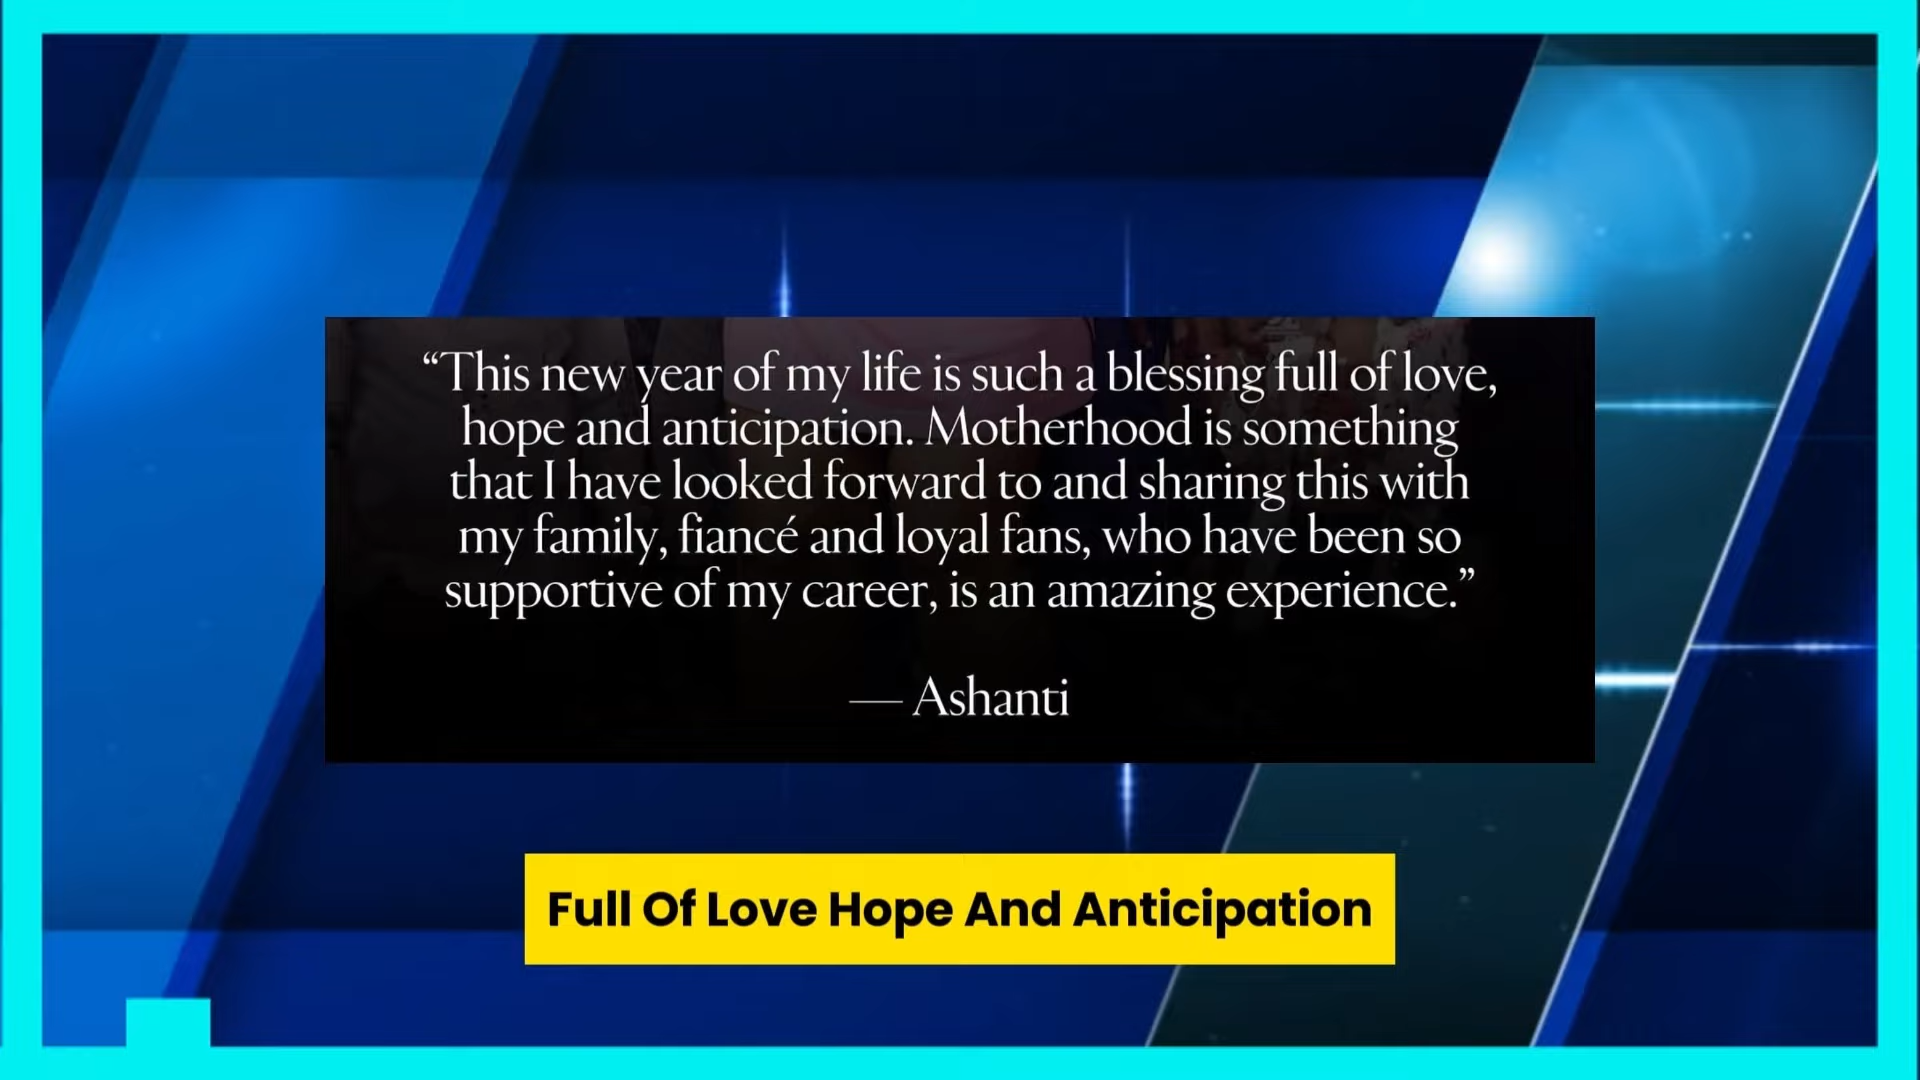 “This new year of my life is such a blessing full of love,
hope and anticipation. Motherhood is something
that I have looked forward to and sharing this with
my family, fiancé and loyal fans, who have been so
supportive of my career, is an amazing experience.”
— Ashanti
Full Of Love Hope And Anticipation